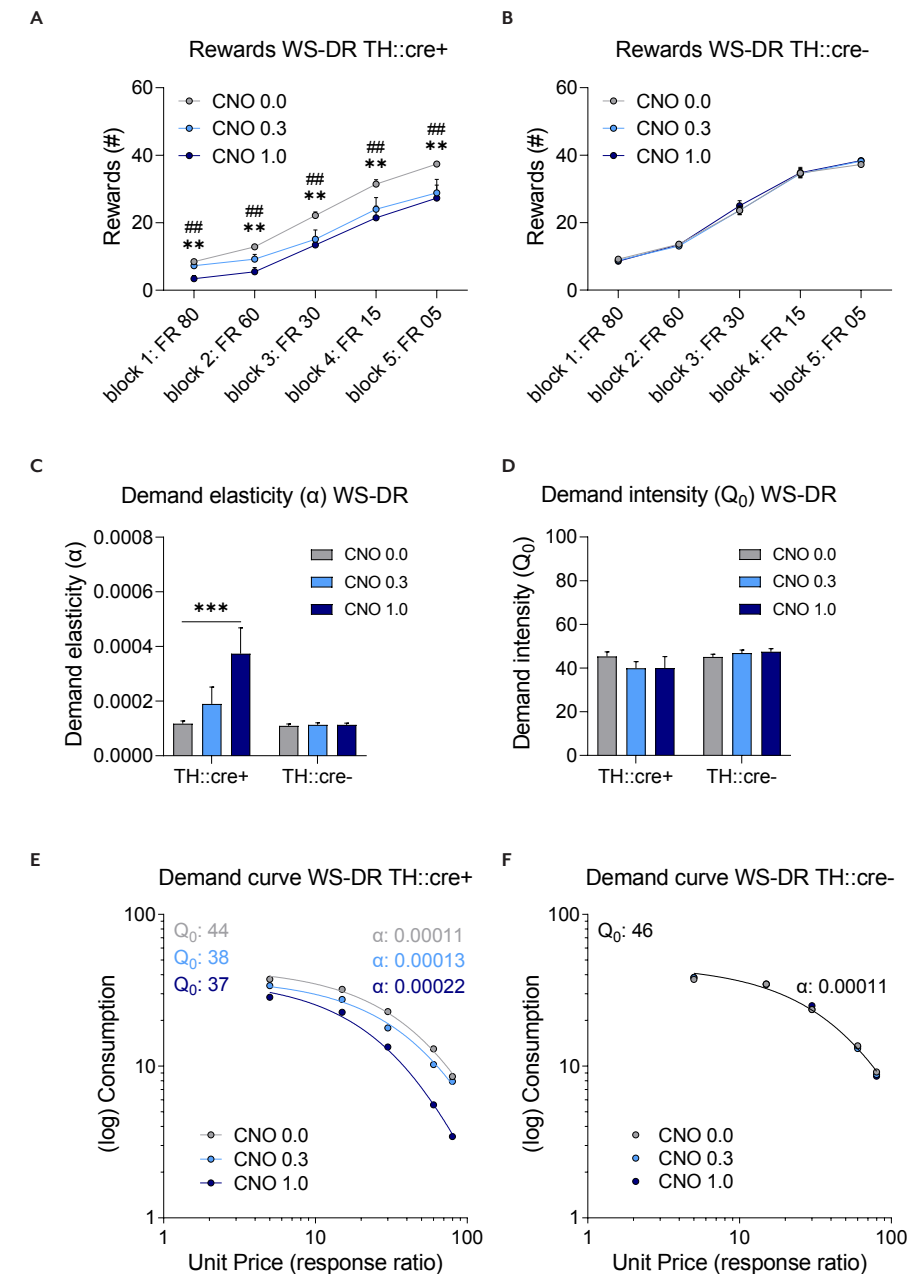 A
Rewards WS-DR TH::cre+
60
40
20
0
Rewards (#)
CNO 0.0
CNO 0.3
CNO 1.0
##
**
##
**
##
**
##
**
##
**
block 1: FR 80
block 2: FR 60
block 3: FR 30
block 4: FR 15
block 5: FR 05
B
Rewards WS-DR TH::cre-
60
40
20
0
Rewards (#)
CNO 0.0
CNO 0.3
CNO 1.0
block 1: FR 80
block 2: FR 60
block 3: FR 30
block 4: FR 15
block 5: FR 05
C
Demand elasticity (α) WS-DR
0.0008
0.0006
0.0004
0.0002
0.0000
Demand elasticity (α)
CNO 0.0
CNO 0.3
CNO 1.0
***
TH::cre+
TH::cre-
D
Demand intensity (Q₀) WS-DR
100
80
60
40
20
0
Demand intensity (Q₀)
CNO 0.0
CNO 0.3
CNO 1.0
TH::cre+
TH::cre-
E
Demand curve WS-DR TH::cre+
100
10
1
(log) Consumption
Q₀: 44
Q₀: 38
Q₀: 37
α: 0.00011
α: 0.00013
α: 0.00022
CNO 0.0
CNO 0.3
CNO 1.0
1
10
100
Unit Price (response ratio)
F
Demand curve WS-DR TH::cre-
100
10
1
(log) Consumption
Q₀: 46
α: 0.00011
CNO 0.0
CNO 0.3
CNO 1.0
1
10
100
Unit Price (response ratio)